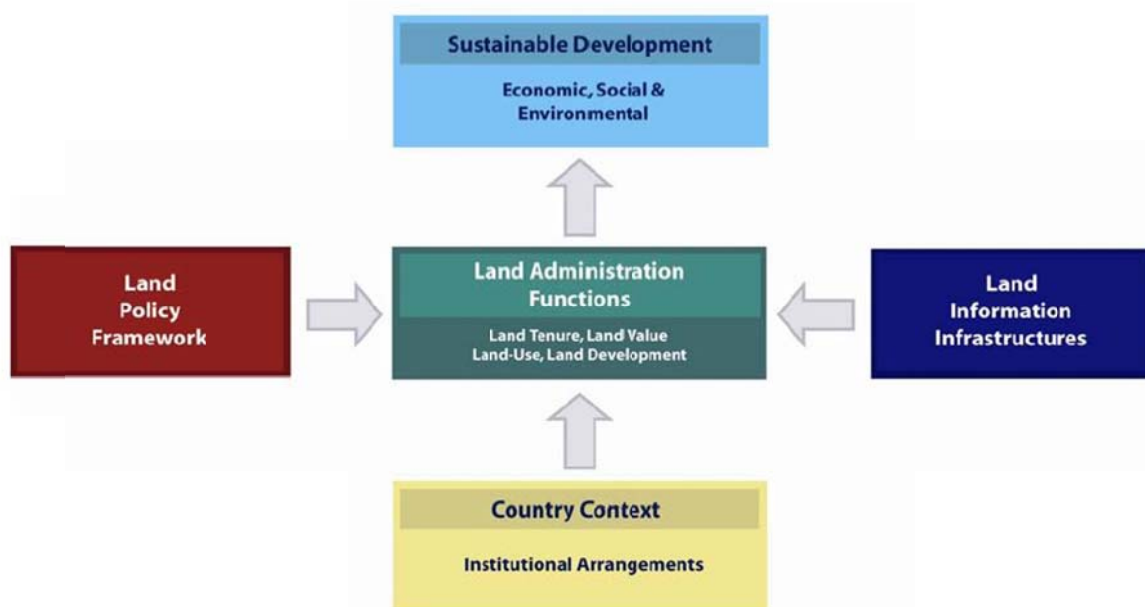 Sustainable Development
Economic, Social &
Environmental
Land
Policy
Framework
Land Administration
Functions
Land Tenure, Land Value
Land-Use, Land Development
Land
Information
Infrastructures
Country Context
Institutional Arrangements